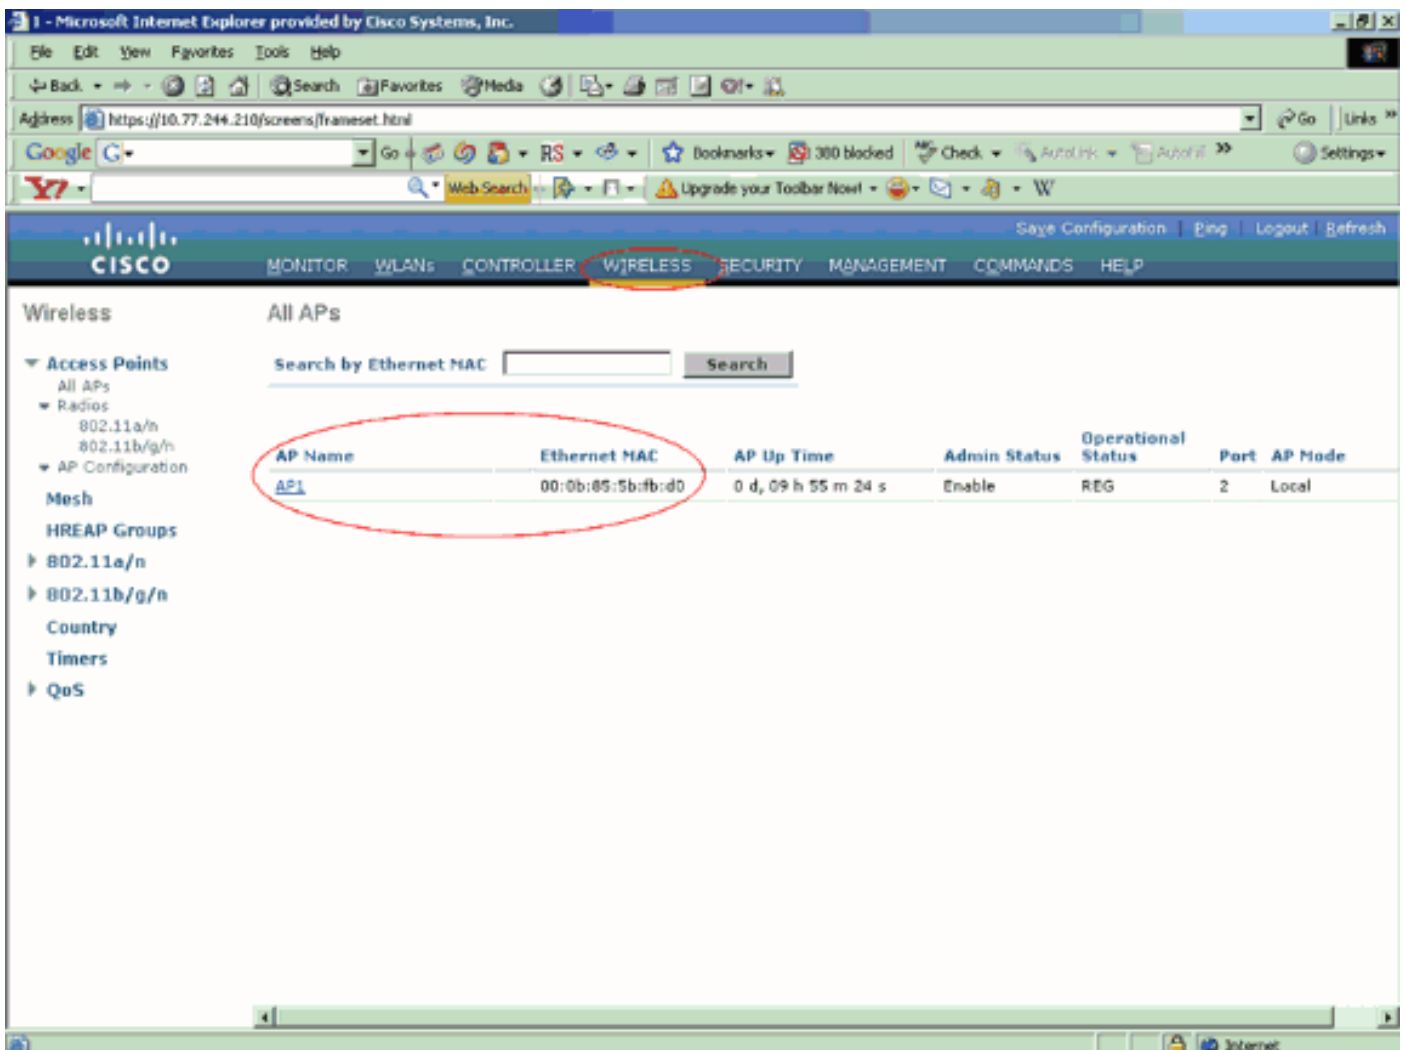 1 - Microsoft Internet Explorer provided by Cisco Systems, Inc.
File Edit View Favorites Tools Help
Back Search Favorites Media
Address https://10.77.244.210/screens/frameset.html Go Links »
Google G Go RS Bookmarks 380 blocked Check AutoLink AutoFill » Settings
Y7 Web Search Upgrade your Toolbar Now! W
Save Configuration | Ping | Logout | Refresh
CISCO MONITOR WLANs CONTROLLER WIRELESS SECURITY MANAGEMENT COMMANDS HELP
Wireless
Access Points
All APs
Radios
802.11a/n
802.11b/g/n
AP Configuration
Mesh
HREAP Groups
802.11a/n
802.11b/g/n
Country
Timers
QoS
All APs
Search by Ethernet MAC Search
AP Name Ethernet MAC AP Up Time Admin Status Operational Status Port AP Mode
AP1 00:0b:85:5b:fb:d0 0 d, 09 h 55 m 24 s Enable REG 2 Local
Internet